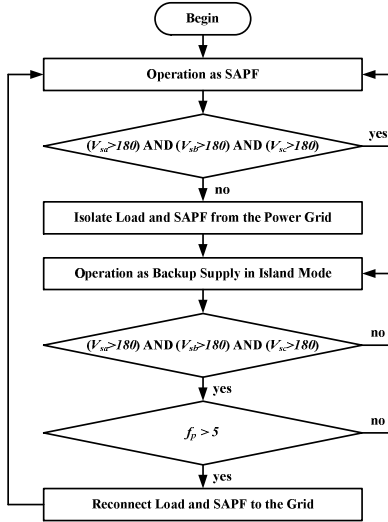 Begin
Operation as SAPF
(Vsa>180) AND (Vsb>180) AND (Vsc>180)
yes
no
Isolate Load and SAPF from the Power Grid
Operation as Backup Supply in Island Mode
(Vsa>180) AND (Vsb>180) AND (Vsc>180)
no
yes
fp > 5
no
yes
Reconnect Load and SAPF to the Grid